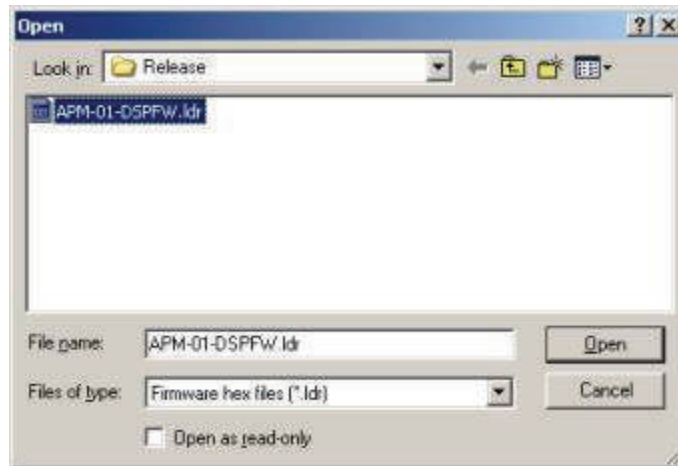 Open
Look in: Release
APM-01-DSPFW.ldr
File name: APM-01-DSPFW.ldr Open
Files of type: Firmware hex files (*.ldr) Cancel
Open as read-only